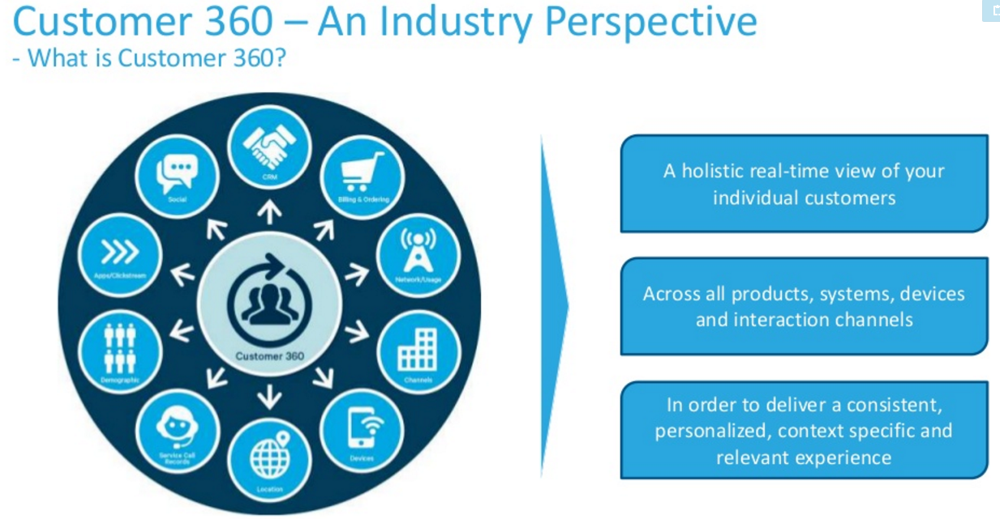 Customer 360 – An Industry Perspective
- What is Customer 360?
CRM
Billing & Ordering
Network/Usage
Channels
Devices
Location
Service Call
Records
Demographic
Apps/Clickstream
Social
Customer 360
A holistic real-time view of your
individual customers
Across all products, systems, devices
and interaction channels
In order to deliver a consistent,
personalized, context specific and
relevant experience